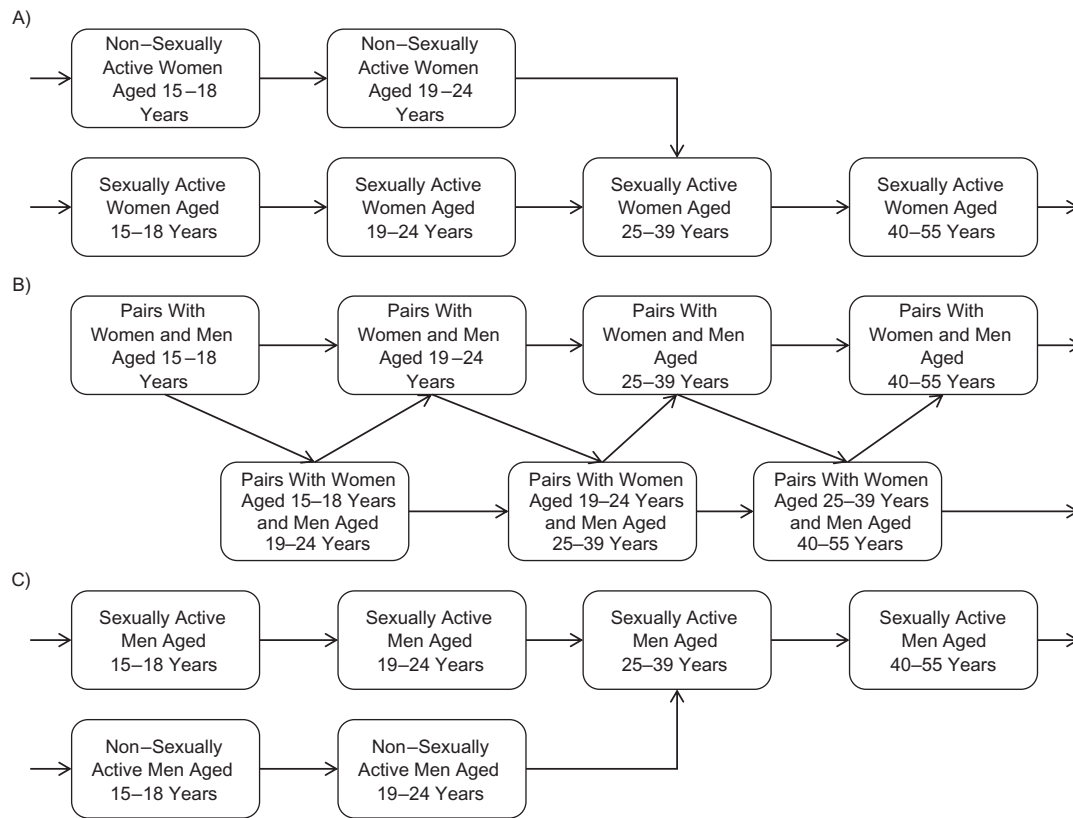 A)
Non–Sexually
Active Women
Aged 15–18
Years
Non–Sexually
Active Women
Aged 19–24
Years
Sexually Active
Women Aged
15–18 Years
Sexually Active
Women Aged
19–24 Years
Sexually Active
Women Aged
25–39 Years
Sexually Active
Women Aged
40–55 Years
B)
Pairs With
Women and Men
Aged 15–18
Years
Pairs With
Women and Men
Aged 19–24
Years
Pairs With
Women and Men
Aged
25–39 Years
Pairs With
Women and Men
Aged
40–55 Years
Pairs With Women
Aged 15–18 Years
and Men Aged
19–24 Years
Pairs With Women
Aged 19–24 Years
and Men Aged
25–39 Years
Pairs With Women
Aged 25–39 Years
and Men Aged
40–55 Years
C)
Sexually Active
Men Aged
15–18 Years
Sexually Active
Men Aged
19–24 Years
Sexually Active
Men Aged
25–39 Years
Sexually Active
Men Aged
40–55 Years
Non–Sexually
Active Men Aged
15–18 Years
Non–Sexually
Active Men Aged
19–24 Years